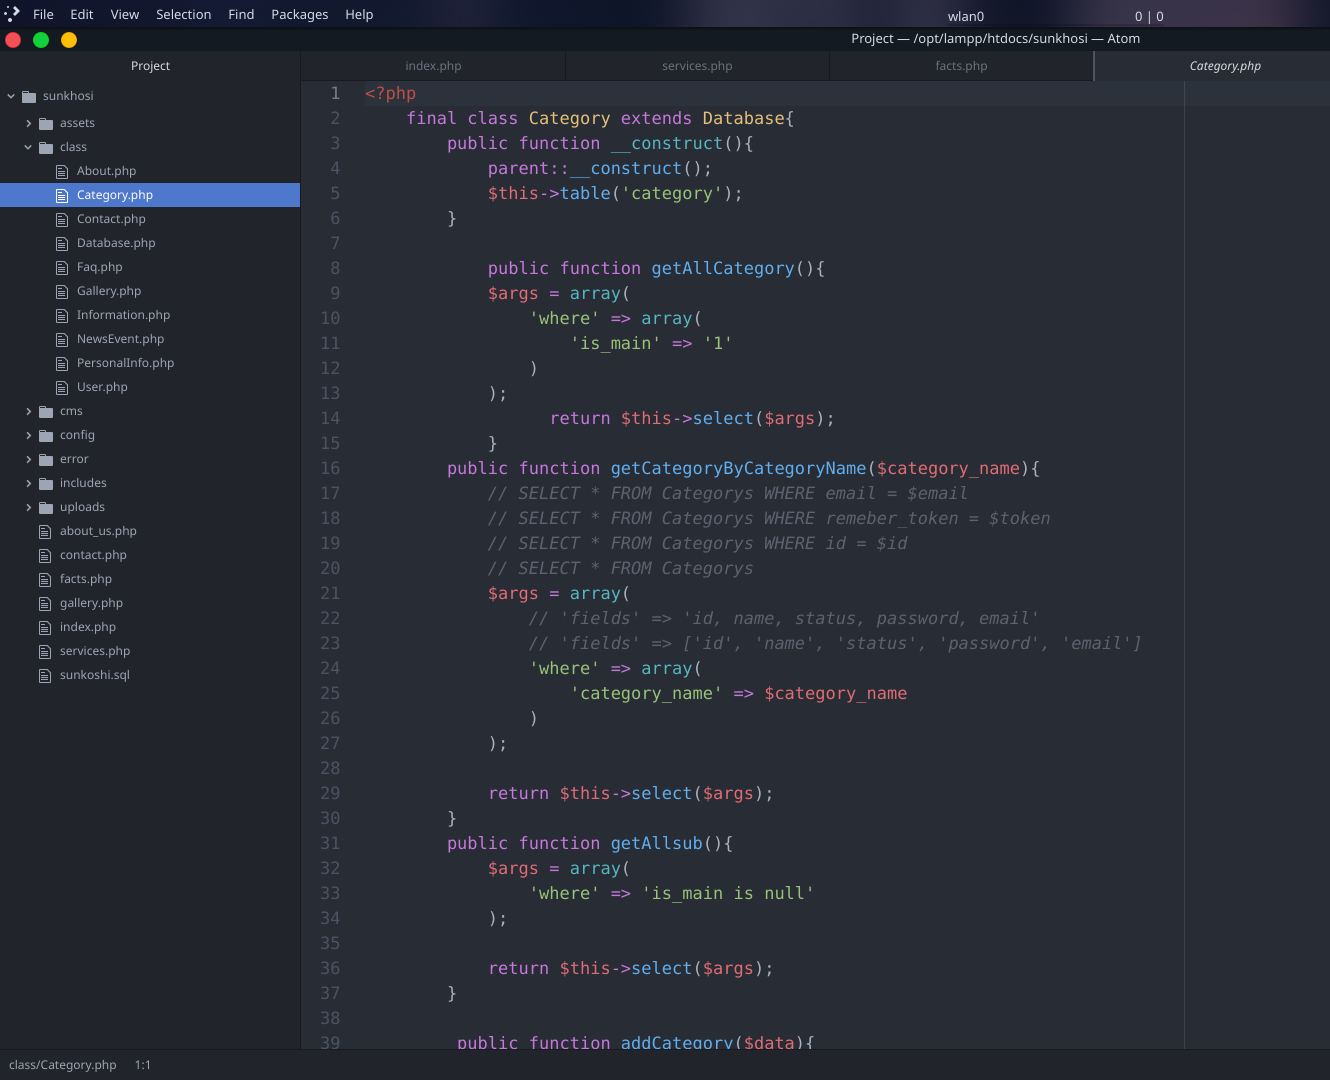 File Edit View Selection Find Packages Help wlan0 0 | 0
Project — /opt/lampp/htdocs/sunkhosi — Atom
Project
sunkhosi
assets
class
About.php
Category.php
Contact.php
Database.php
Faq.php
Gallery.php
Information.php
NewsEvent.php
PersonalInfo.php
User.php
cms
config
error
includes
uploads
about_us.php
contact.php
facts.php
gallery.php
index.php
services.php
sunkoshi.sql
index.php services.php facts.php Category.php
1 <?php
2 final class Category extends Database{
3 public function __construct(){
4 parent::__construct();
5 $this->table('category');
6 }
7
8 public function getAllCategory(){
9 $args = array(
10 'where' => array(
11 'is_main' => '1'
12 )
13 );
14 return $this->select($args);
15 }
16 public function getCategoryByCategoryName($category_name){
17 // SELECT * FROM Categorys WHERE email = $email
18 // SELECT * FROM Categorys WHERE remeber_token = $token
19 // SELECT * FROM Categorys WHERE id = $id
20 // SELECT * FROM Categorys
21 $args = array(
22 // 'fields' => 'id, name, status, password, email'
23 // 'fields' => ['id', 'name', 'status', 'password', 'email']
24 'where' => array(
25 'category_name' => $category_name
26 )
27 );
28
29 return $this->select($args);
30 }
31 public function getAllsub(){
32 $args = array(
33 'where' => 'is_main is null'
34 );
35
36 return $this->select($args);
37 }
38
39 public function addCategory($data){
class/Category.php 1:1